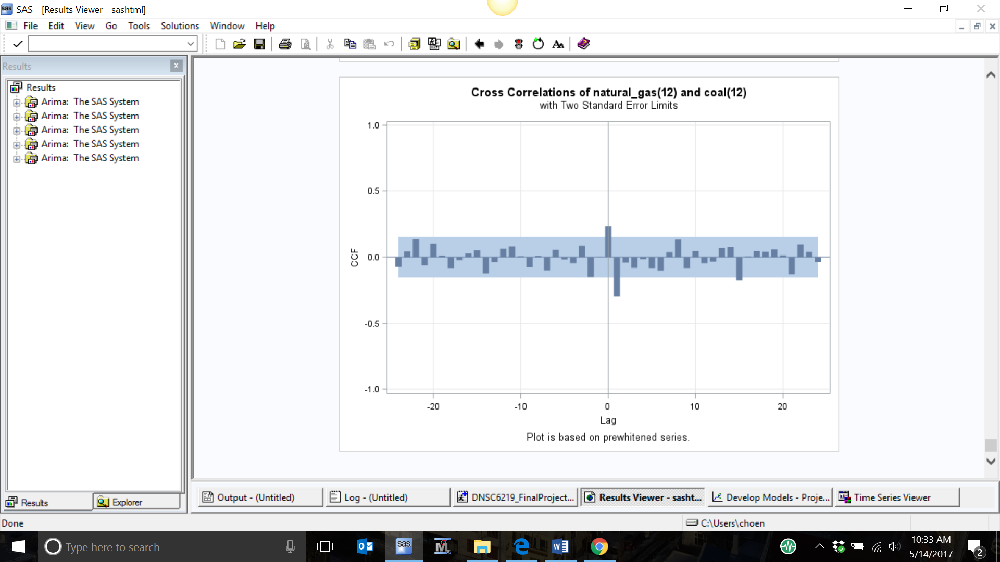 SAS - [Results Viewer - sashtml]
File Edit View Go Tools Solutions Window Help
Results
Results
Arima: The SAS System
Arima: The SAS System
Arima: The SAS System
Arima: The SAS System
Arima: The SAS System
Cross Correlations of natural_gas(12) and coal(12)
with Two Standard Error Limits
1.0
0.5
0.0
-0.5
-1.0
CCF
-20 -10 0 10 20
Lag
Plot is based on prewhitened series.
Results Explorer
Output - (Untitled) Log - (Untitled) DNSC6219_FinalProject... Results Viewer - sasht... Develop Models - Proje... Time Series Viewer
Done C:\Users\choen
Type here to search
10:33 AM
5/14/2017
2